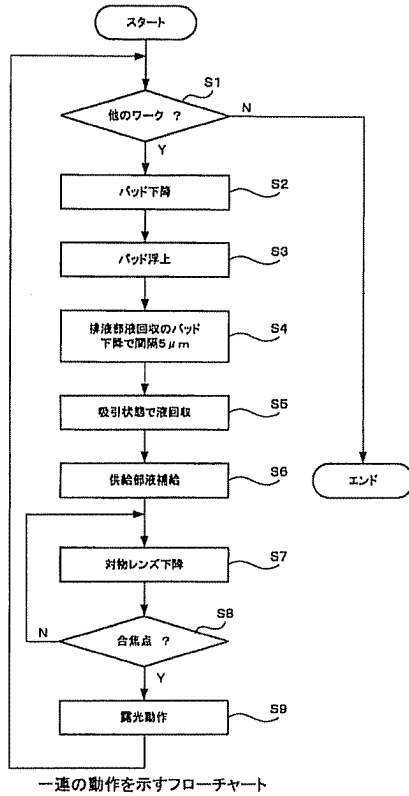 スタート
S1
他のワーク ?
N
Y
S2
パッド下降
S3
パッド浮上
S4
排液部液回収のパッド
下降で間隔5μm
S5
吸引状態で液回収
S6
供給部液補給
エンド
S7
対物レンズ下降
S8
N
合焦点 ?
Y
S9
露光動作
一連の動作を示すフローチャート